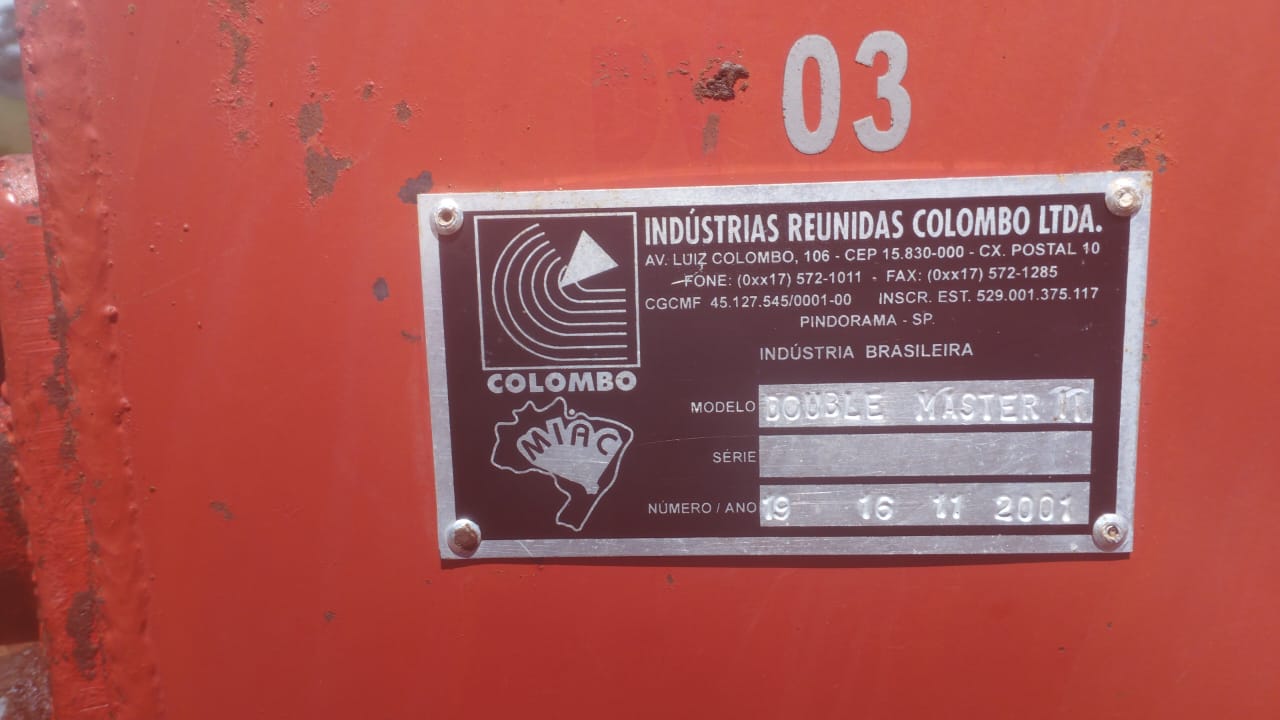 03
INDÚSTRIAS REUNIDAS COLOMBO LTDA.
AV. LUIZ COLOMBO, 106 - CEP 15.830-000 - CX. POSTAL 10
FONE: (0xx17) 572-1011 - FAX: (0xx17) 572-1285
CGCMF 45.127.545/0001-00 INSCR. EST. 529.001.375.117
PINDORAMA - SP.
INDÚSTRIA BRASILEIRA
COLOMBO
MIAC
MODELO DOUBLE MASTER II
SÉRIE
NÚMERO / ANO 19 16 11 2001